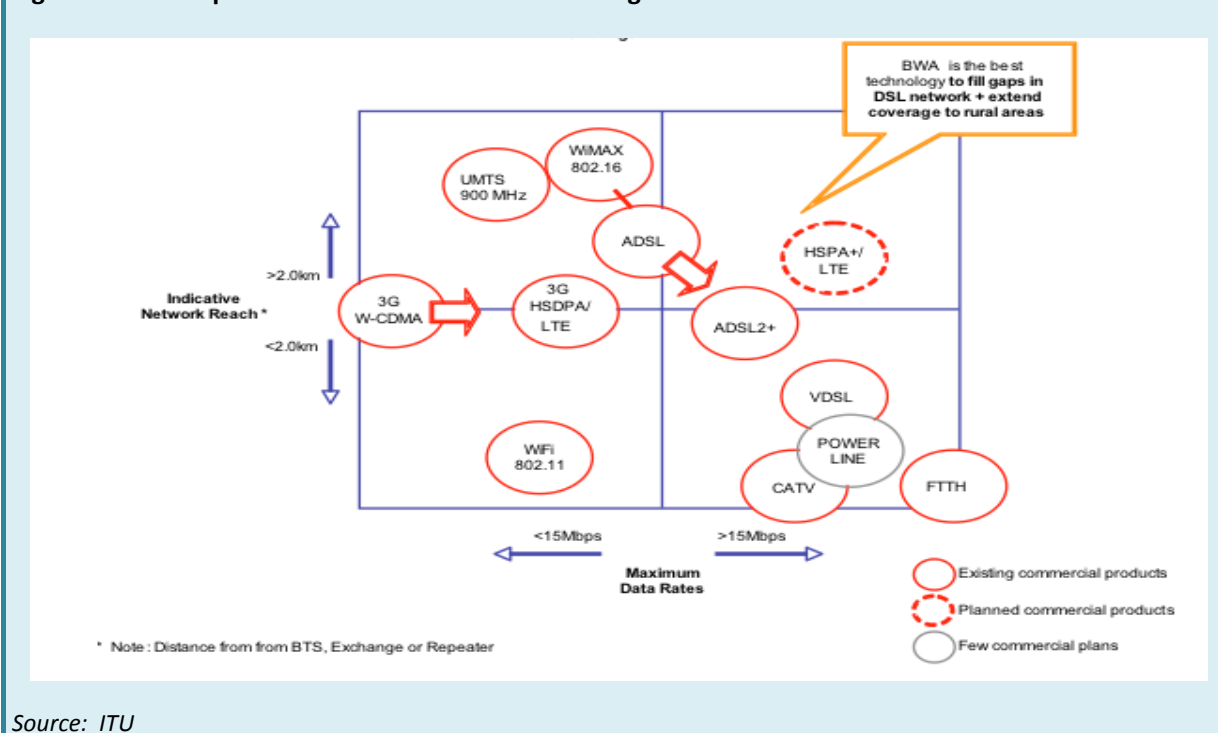 BWA is the best
technology to fill gaps in
DSL network + extend
coverage to rural areas
WiMAX
802.16
UMTS
900 MHz
ADSL
HSPA+/
LTE
>2.0km
Indicative
Network Reach *
<2.0km
3G
W-CDMA
3G
HSDPA/
LTE
ADSL2+
VDSL
POWER
LINE
WiFi
802.11
CATV
FTTH
<15Mbps
>15Mbps
Maximum
Data Rates
Existing commercial products
Planned commercial products
Few commercial plans
* Note : Distance from from BTS, Exchange or Repeater
Source: ITU